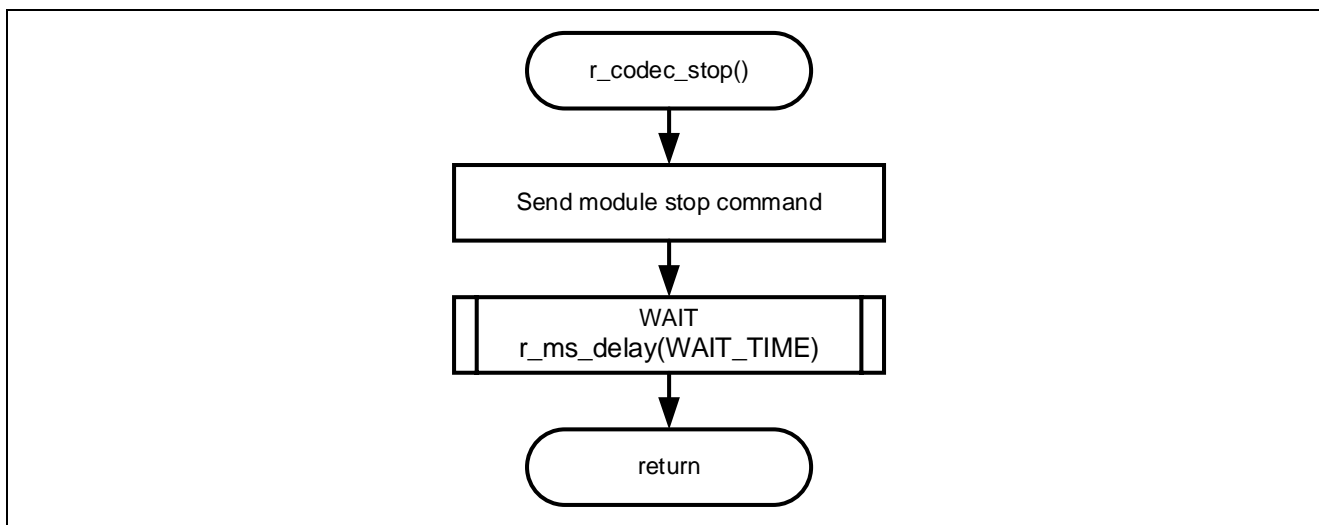 r_codec_stop()
Send module stop command
WAIT
r_ms_delay(WAIT_TIME)
return